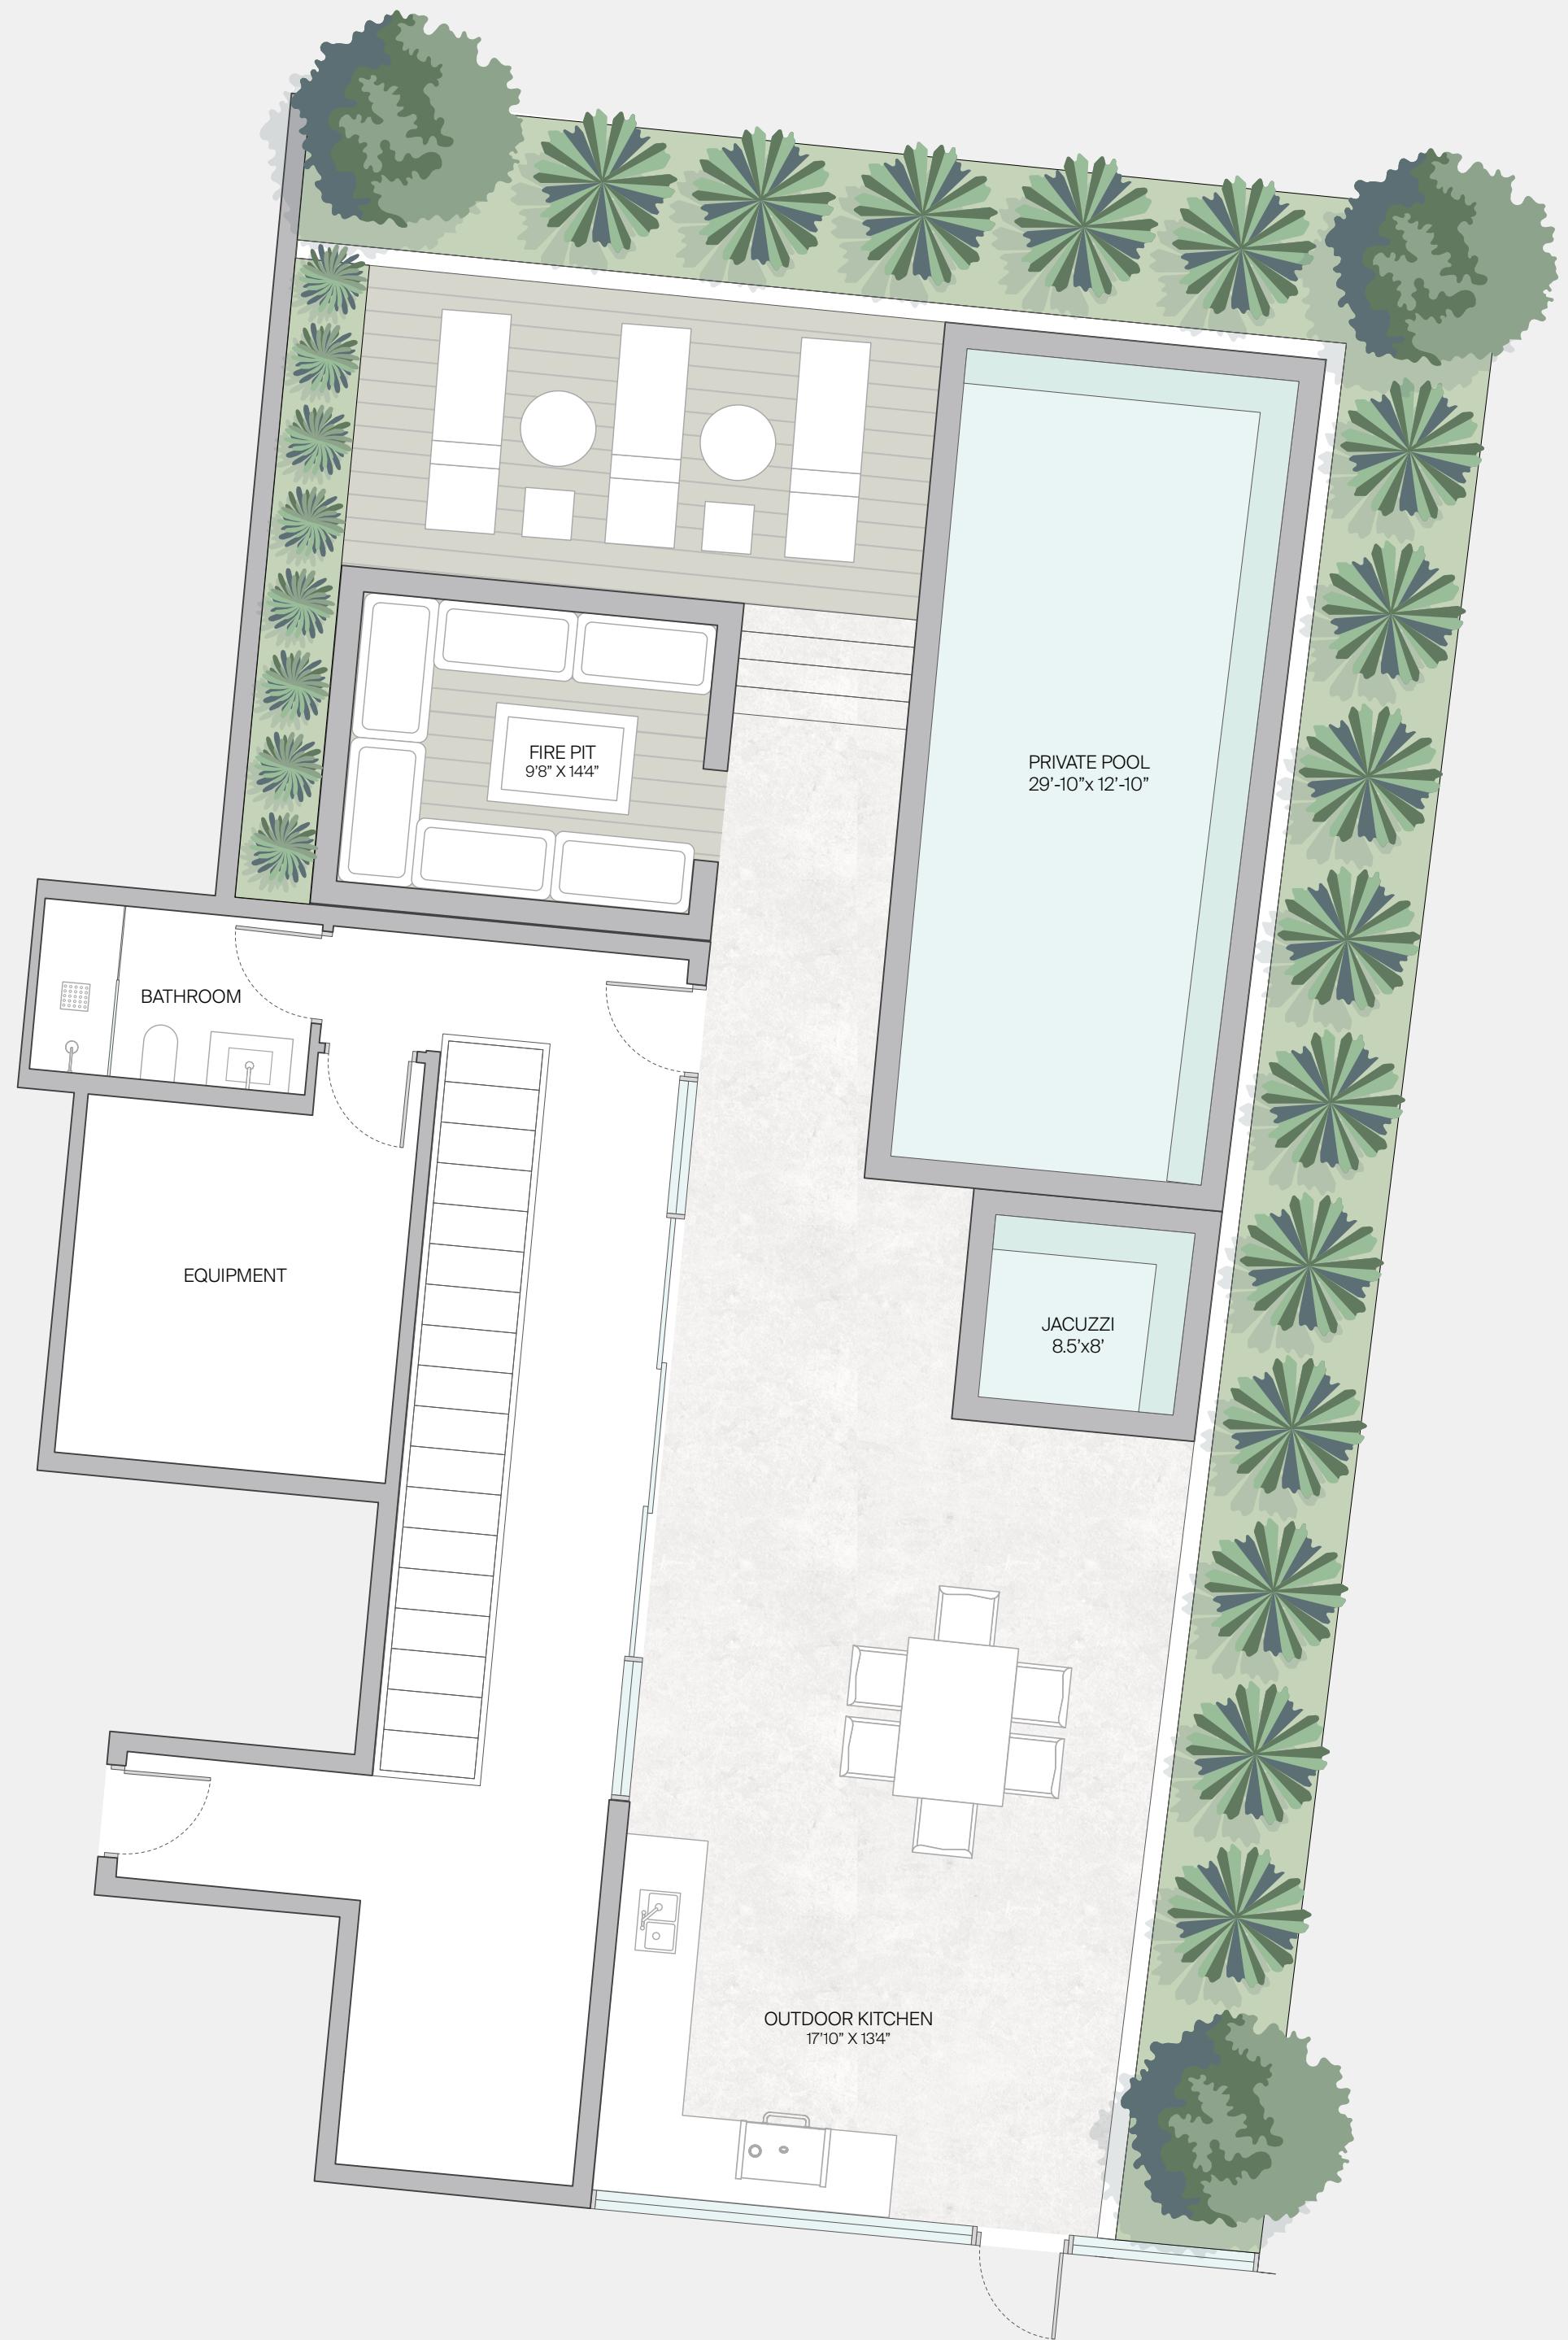 FIRE PIT
9'8” X 14'4”
PRIVATE POOL
29’-10”x 12’-10”
BATHROOM
EQUIPMENT
JACUZZI
8.5’x8’
OUTDOOR KITCHEN
17'10” X 13'4”